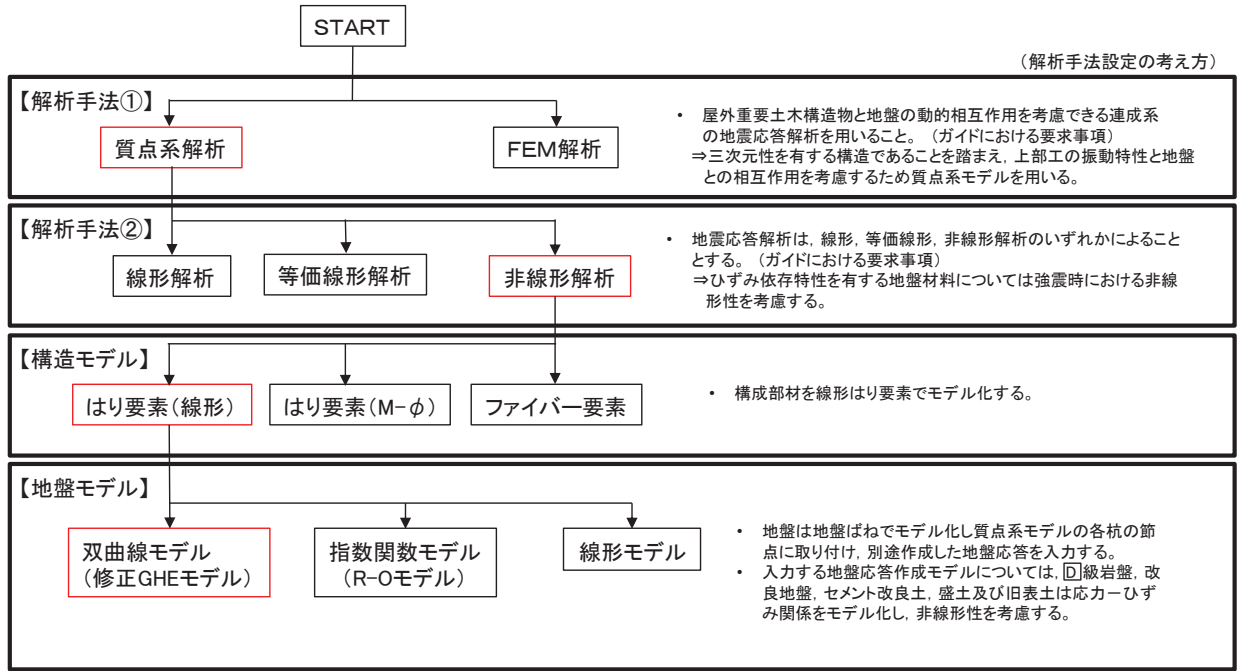 START
(解析手法設定の考え方)
【解析手法①】
質点系解析
FEM解析
・ 屋外重要土木構造物と地盤の動的相互作用を考慮できる連成系
の地震応答解析を用いること。（ガイドにおける要求事項）
⇒三次元性を有する構造であることを踏まえ，上部工の振動特性と地盤
との相互作用を考慮するため質点系モデルを用いる。
【解析手法②】
線形解析
等価線形解析
非線形解析
・ 地震応答解析は，線形，等価線形，非線形解析のいずれかによること
とする。（ガイドにおける要求事項）
⇒ひずみ依存特性を有する地盤材料については強震時における非線
形性を考慮する。
【構造モデル】
はり要素（線形）
はり要素（M-φ）
ファイバー要素
・ 構成部材を線形はり要素でモデル化する。
【地盤モデル】
双曲線モデル
（修正GHEモデル）
指数関数モデル
（R-Oモデル）
線形モデル
・ 地盤は地盤ばねでモデル化し質点系モデルの各杭の節
点に取り付け，別途作成した地盤応答を入力する。
・ 入力する地盤応答作成モデルについては，D級岩盤，改
良地盤，セメント改良土，盛土及び旧表土は応力ーひず
み関係をモデル化し，非線形性を考慮する。